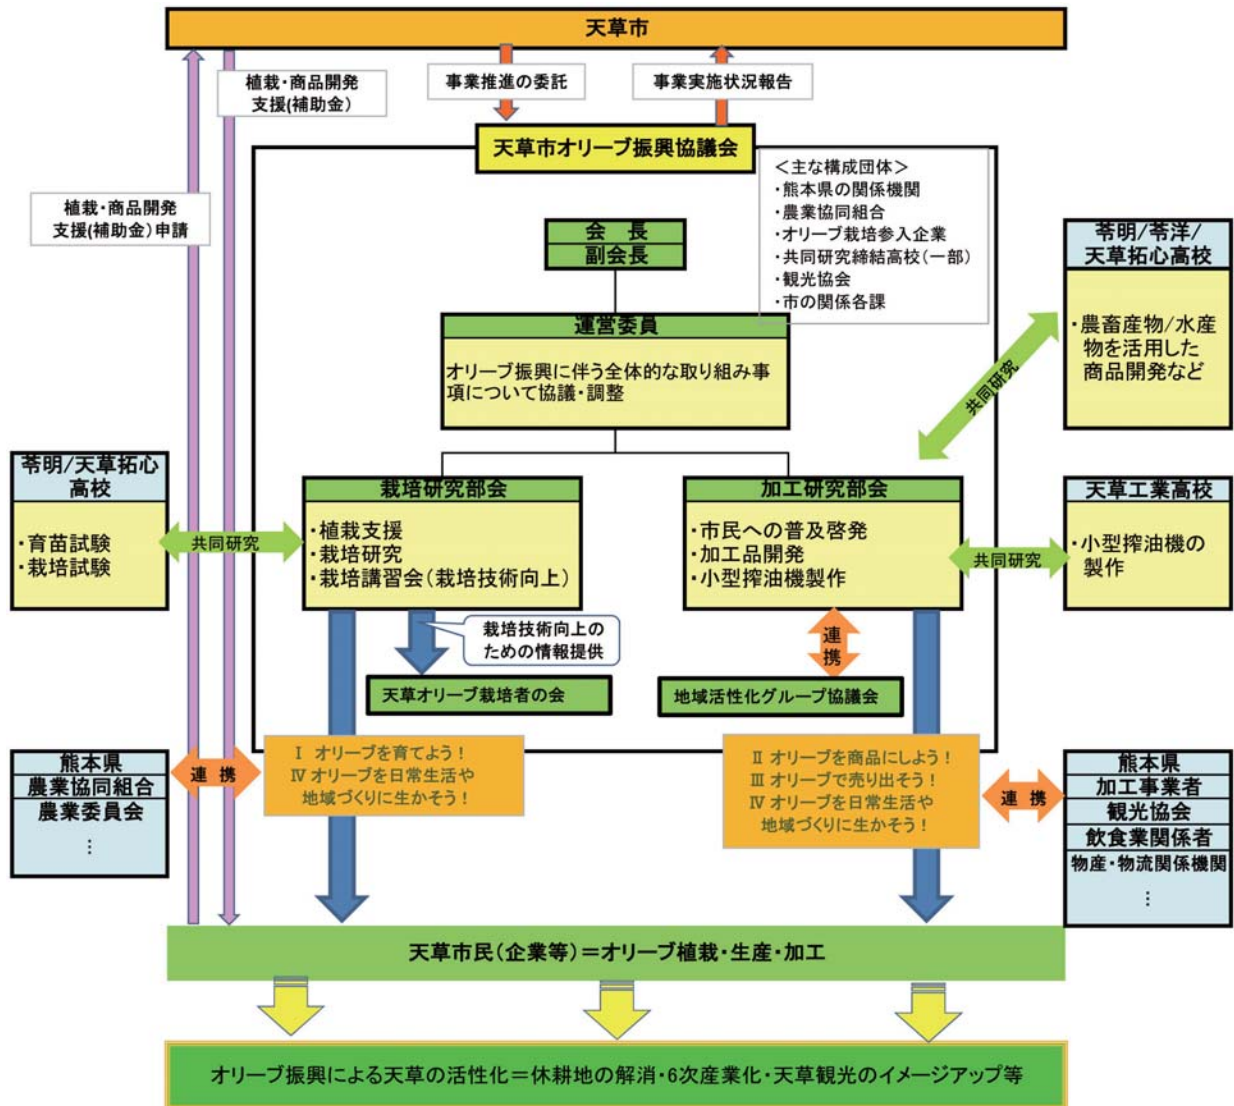 天草市
植栽・商品開発
支援(補助金)
事業推進の委託
事業実施状況報告
天草市オリーブ振興協議会
＜主な構成団体＞
・熊本県の関係機関
・農業協同組合
・オリーブ栽培参入企業
・共同研究締結高校（一部）
・観光協会
・市の関係各課
植栽・商品開発
支援(補助金)申請
会　長
副会長
苓明/苓洋/
天草拓心高校
・農畜産物/水産
物を活用した
商品開発など
共同研究
運営委員
オリーブ振興に伴う全体的な取り組み事
項について協議・調整
苓明/天草拓心
高校
・育苗試験
・栽培試験
共同研究
栽培研究部会
・植栽支援
・栽培研究
・栽培講習会（栽培技術向上）
加工研究部会
・市民への普及啓発
・加工品開発
・小型搾油機製作
共同研究
天草工業高校
・小型搾油機の
製作
栽培技術向上の
ための情報提供
連
携
天草オリーブ栽培者の会
地域活性化グループ協議会
熊本県
農業協同組合
農業委員会
⋮
連 携
Ⅰ オリーブを育てよう！
Ⅳ オリーブを日常生活や
地域づくりに生かそう！
Ⅱ オリーブを商品にしよう！
Ⅲ オリーブで売り出そう！
Ⅳ オリーブを日常生活や
地域づくりに生かそう！
連 携
熊本県
加工事業者
観光協会
飲食業関係者
物産・物流関係機関
⋮
天草市民（企業等）＝オリーブ植栽・生産・加工
オリーブ振興による天草の活性化＝休耕地の解消・6次産業化・天草観光のイメージアップ等